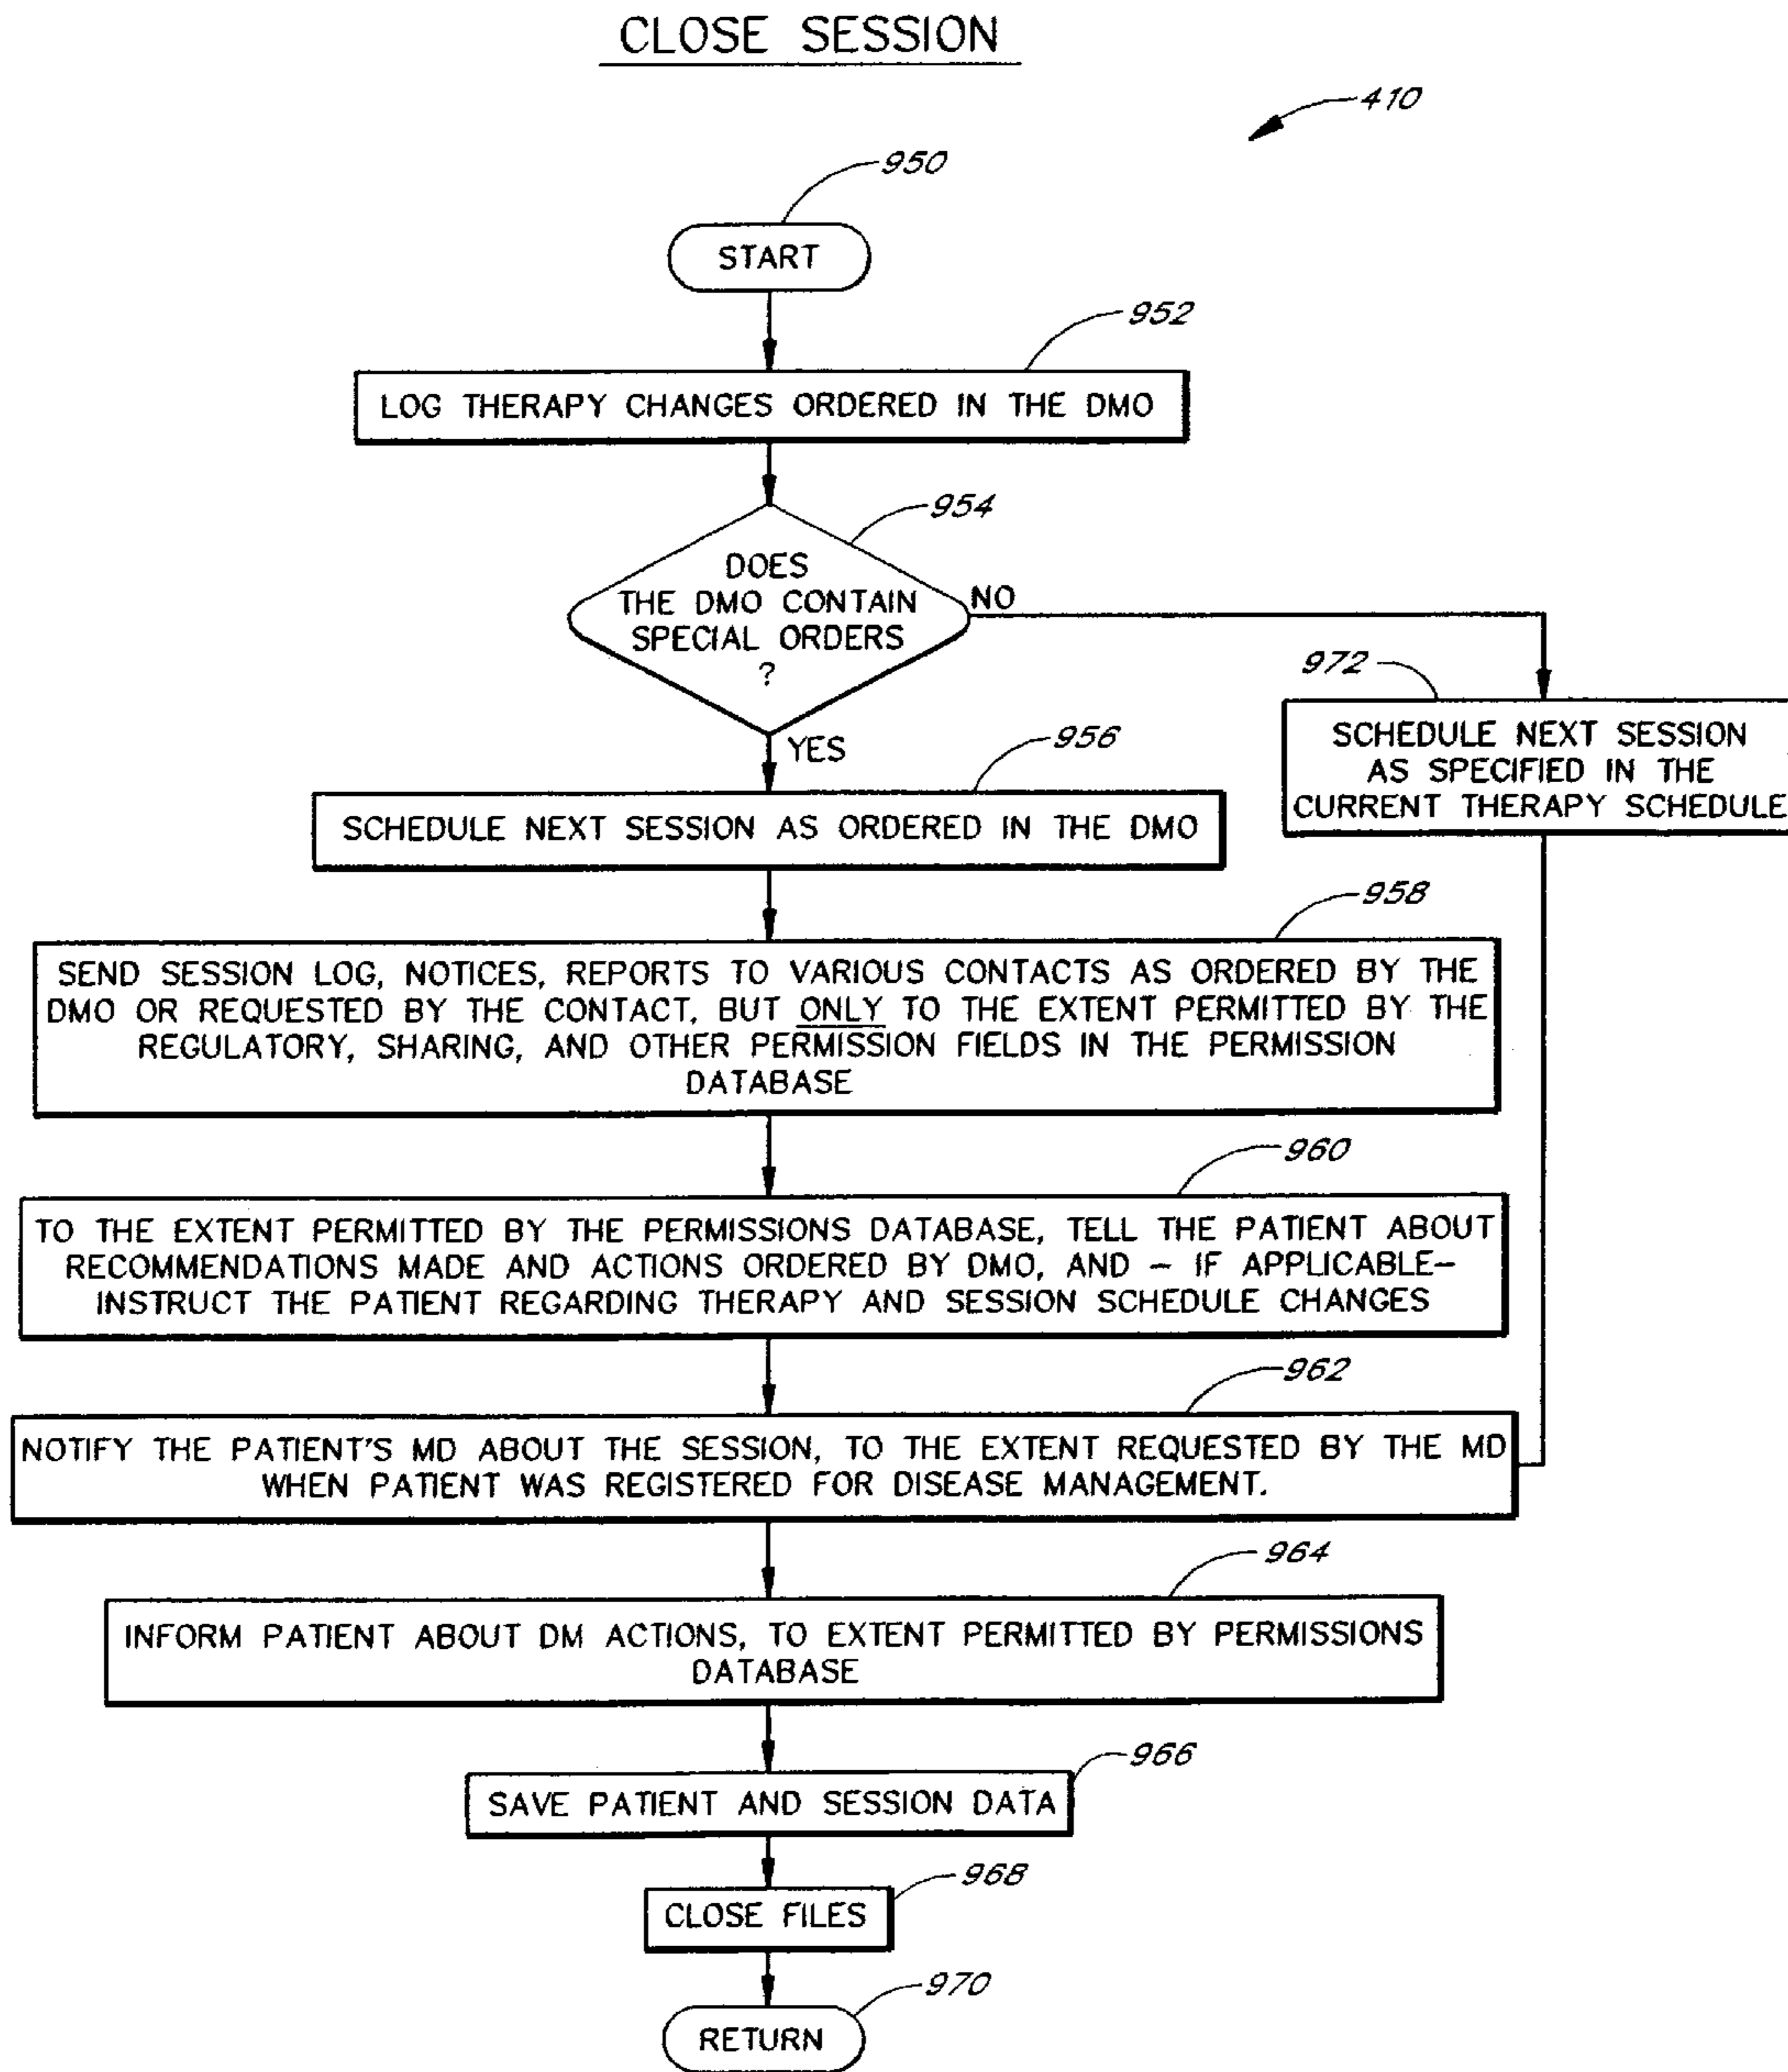 CLOSE SESSION
410
950
START
952
LOG THERAPY CHANGES ORDERED IN THE DMO
954
DOES
THE DMO CONTAIN
SPECIAL ORDERS
?
NO
YES
972
SCHEDULE NEXT SESSION
AS SPECIFIED IN THE
CURRENT THERAPY SCHEDULE
956
SCHEDULE NEXT SESSION AS ORDERED IN THE DMO
958
SEND SESSION LOG, NOTICES, REPORTS TO VARIOUS CONTACTS AS ORDERED BY THE
DMO OR REQUESTED BY THE CONTACT, BUT ONLY TO THE EXTENT PERMITTED BY THE
REGULATORY, SHARING, AND OTHER PERMISSION FIELDS IN THE PERMISSION
DATABASE
960
TO THE EXTENT PERMITTED BY THE PERMISSIONS DATABASE, TELL THE PATIENT ABOUT
RECOMMENDATIONS MADE AND ACTIONS ORDERED BY DMO, AND – IF APPLICABLE–
INSTRUCT THE PATIENT REGARDING THERAPY AND SESSION SCHEDULE CHANGES
962
NOTIFY THE PATIENT'S MD ABOUT THE SESSION, TO THE EXTENT REQUESTED BY THE MD
WHEN PATIENT WAS REGISTERED FOR DISEASE MANAGEMENT.
964
INFORM PATIENT ABOUT DM ACTIONS, TO EXTENT PERMITTED BY PERMISSIONS
DATABASE
966
SAVE PATIENT AND SESSION DATA
968
CLOSE FILES
970
RETURN